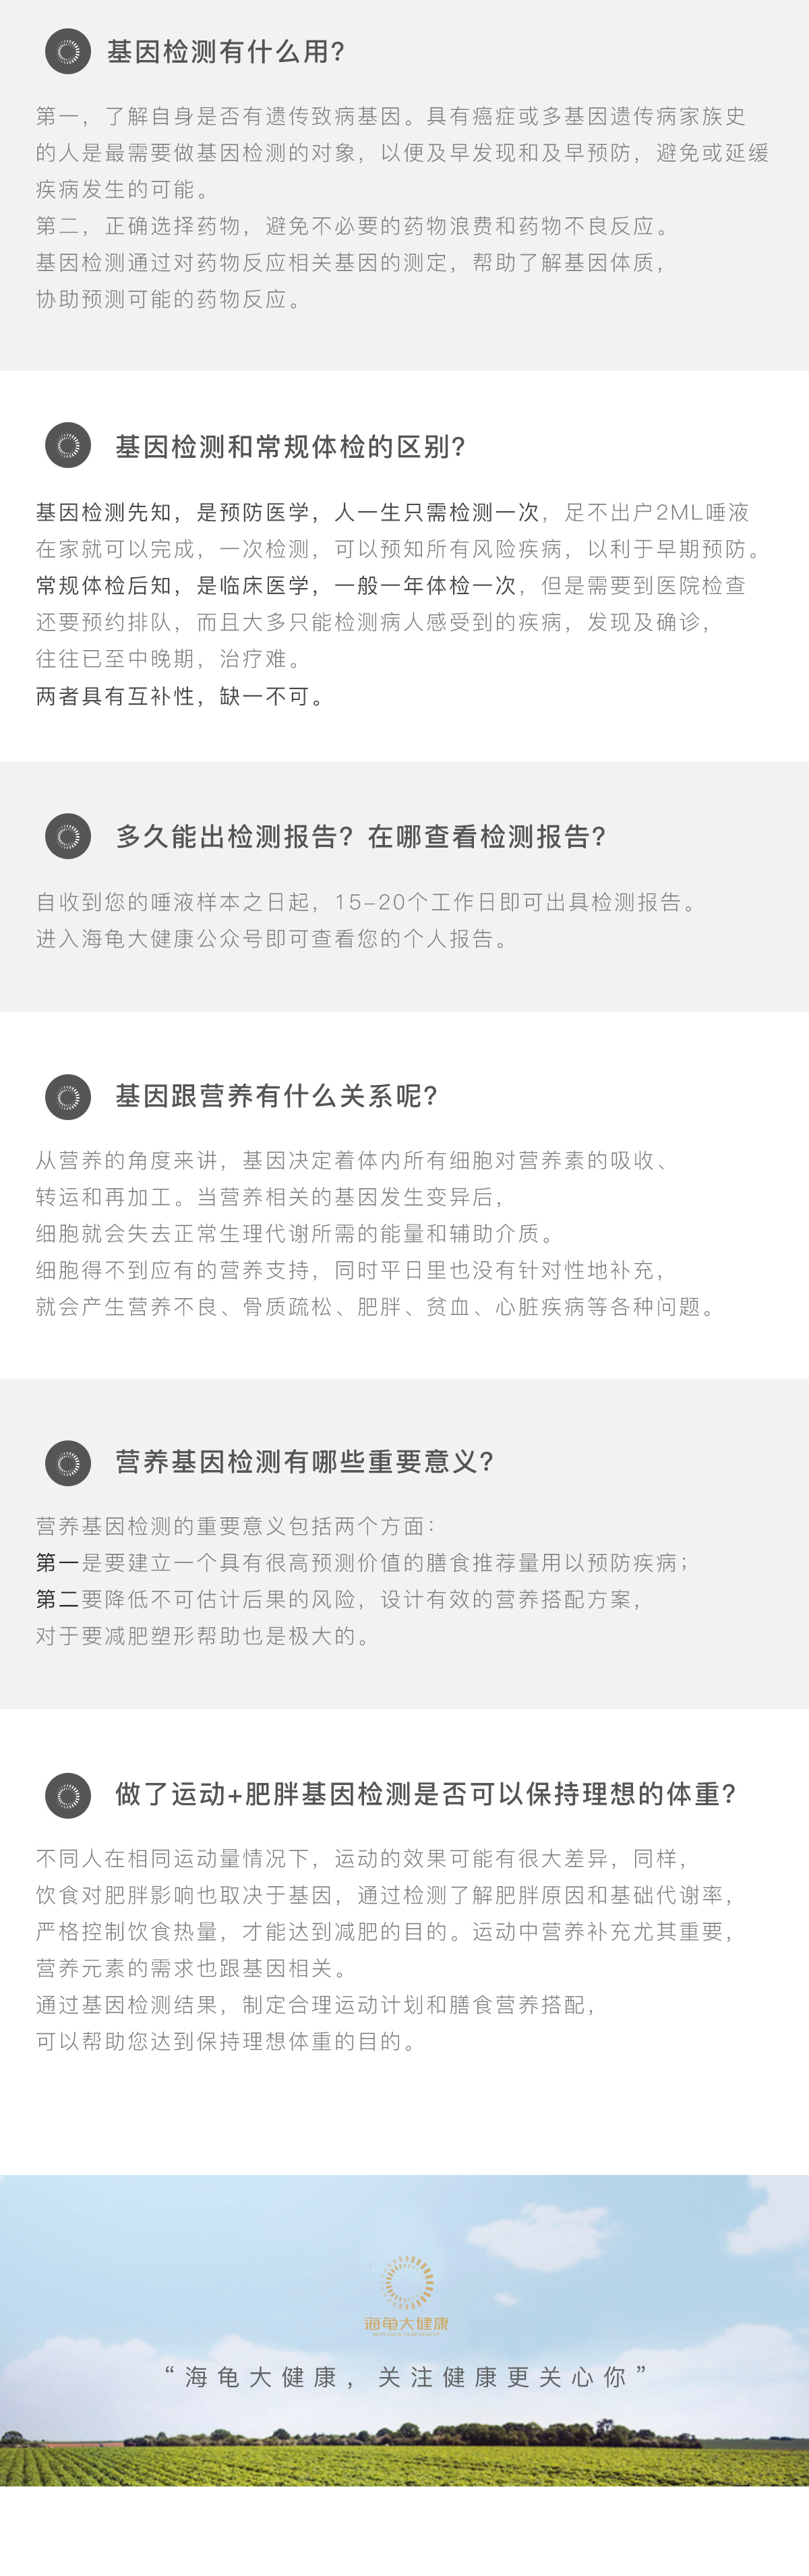 基因检测有什么用?
第一，了解自身是否有遗传致病基因。具有癌症或多基因遗传病家族史
的人是最需要做基因检测的对象，以便及早发现和及早预防，避免或延缓
疾病发生的可能。
第二，正确选择药物，避免不必要的药物浪费和药物不良反应。
基因检测通过对药物反应相关基因的测定，帮助了解基因体质，
协助预测可能的药物反应。
基因检测和常规体检的区别?
基因检测先知，是预防医学，人一生只需检测一次，足不出户2ML唾液
在家就可以完成，一次检测，可以预知所有风险疾病，以利于早期预防。
常规体检后知，是临床医学，一般一年体检一次，但是需要到医院检查
还要预约排队，而且大多只能检测病人感受到的疾病，发现及确诊，
往往已至中晚期，治疗难。
两者具有互补性，缺一不可。
多久能出检测报告? 在哪查看检测报告?
自收到您的唾液样本之日起，15-20个工作日即可出具检测报告。
进入海龟大健康公众号即可查看您的个人报告。
基因跟营养有什么关系呢?
从营养的角度来讲，基因决定着体内所有细胞对营养素的吸收、
转运和再加工。当营养相关的基因发生变异后，
细胞就会失去正常生理代谢所需的能量和辅助介质。
细胞得不到应有的营养支持，同时平日里也没有针对性地补充，
就会产生营养不良、骨质疏松、肥胖、贫血、心脏疾病等各种问题。
营养基因检测有哪些重要意义?
营养基因检测的重要意义包括两个方面：
第一是要建立一个具有很高预测价值的膳食推荐量用以预防疾病；
第二要降低不可估计后果的风险，设计有效的营养搭配方案，
对于要减肥塑形帮助也是极大的。
做了运动+肥胖基因检测是否可以保持理想的体重?
不同人在相同运动量情况下，运动的效果可能有很大差异，同样，
饮食对肥胖影响也取决于基因，通过检测了解肥胖原因和基础代谢率，
严格控制饮食热量，才能达到减肥的目的。运动中营养补充尤其重要，
营养元素的需求也跟基因相关。
通过基因检测结果，制定合理运动计划和膳食营养搭配，
可以帮助您达到保持理想体重的目的。
海龟大健康
“海龟大健康，关注健康更关心你”